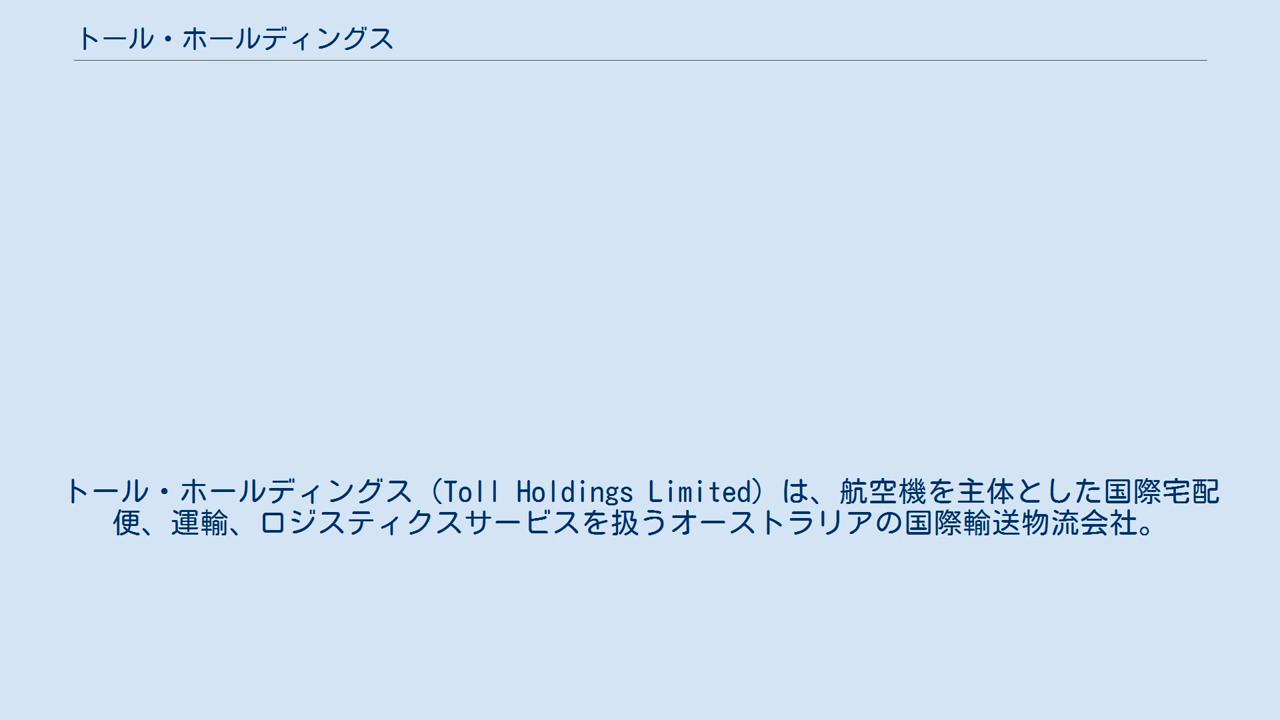 トール・ホールディングス
トール・ホールディングス（Toll Holdings Limited）は、航空機を主体とした国際宅配
便、運輸、ロジスティクスサービスを扱うオーストラリアの国際輸送物流会社。